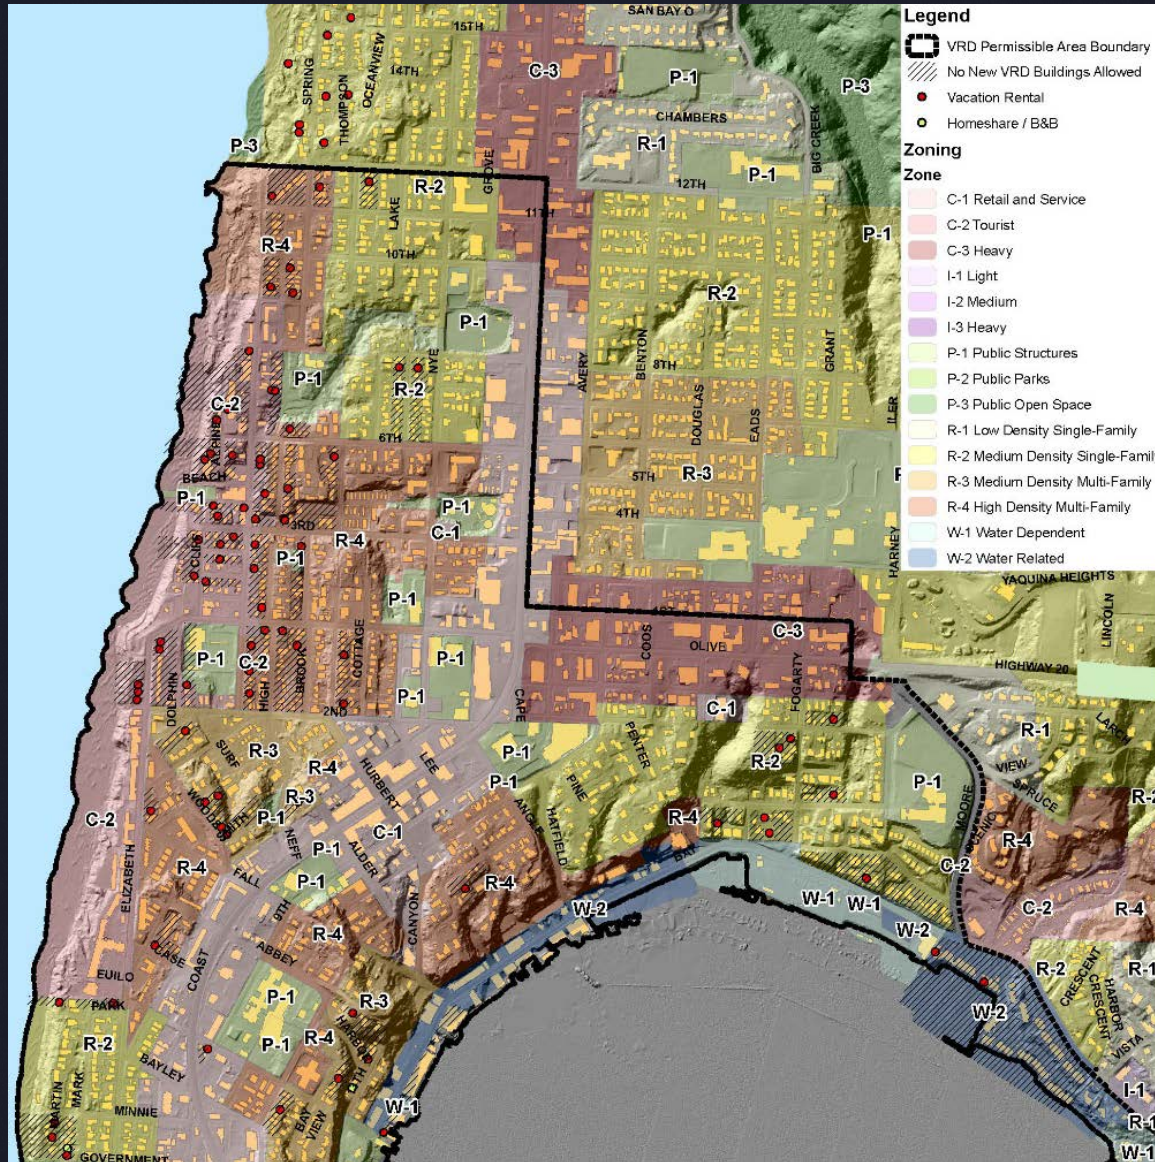 SAN BAY O
15TH
14TH
SPRING
THOMPSON
OCEANVIEW
C-3
P-1
P-3
CHAMBERS
R-1
BIG CREEK
P-3
GROVE
12TH
P-1
R-2
11TH
LAKE
R-4
10TH
P-1
R-2
P-1
NYE
AVERY
BENTON
8TH
GRANT
P-1
R-2
C-2
DOUGLAS
EADS
ILER
ALPINE
6TH
BEACH
5TH
R-3
P-1
P-1
4TH
3RD
C-1
R-4
P-1
CLIFF
HARNEY
P-1
YAQUINA HEIGHTS
LINCOLN
COTTAGE
COOS
OLIVE
C-3
P-1
C-2
P-1
HIGHWAY 20
DOLPHIN
HIGH
BROOK
P-1
CAPE
FOGARTY
C-1
2ND
LARCH
R-1
SURF
R-3
R-4
HURBERT
LEE
P-1
PENTER
R-2
VIEW
P-1
P-1
SPRUCE
R-3
PINE
MOORE
R-2
C-2
P-1
NEFF
C-1
ANGLE
HATFIELD
R-4
BAY
R-4
P-1
ALDER
C-2
ELIZABETH
R-4
FALL
P-1
R-4
9TH
CANYON
W-2
W-1
W-1
C-2
R-4
R-4
W-2
CASE
ABBEY
COAST
EUILO
R-2
CRESCENT
R-1
HARBOR
CRESCENT
PARK
P-1
R-3
W-2
R-2
R-4
HARBOR
P-1
VISTA
BAYLEY
MARTIN
MARK
I-1
MINNIE
BAY
VIEW
W-1
R-1
GOVERNMENT
W-1
Legend
VRD Permissible Area Boundary
No New VRD Buildings Allowed
Vacation Rental
Homeshare / B&B
Zoning
Zone
C-1 Retail and Service
C-2 Tourist
C-3 Heavy
I-1 Light
I-2 Medium
I-3 Heavy
P-1 Public Structures
P-2 Public Parks
P-3 Public Open Space
R-1 Low Density Single-Family
R-2 Medium Density Single-Famil
R-3 Medium Density Multi-Family
R-4 High Density Multi-Family
W-1 Water Dependent
W-2 Water Related